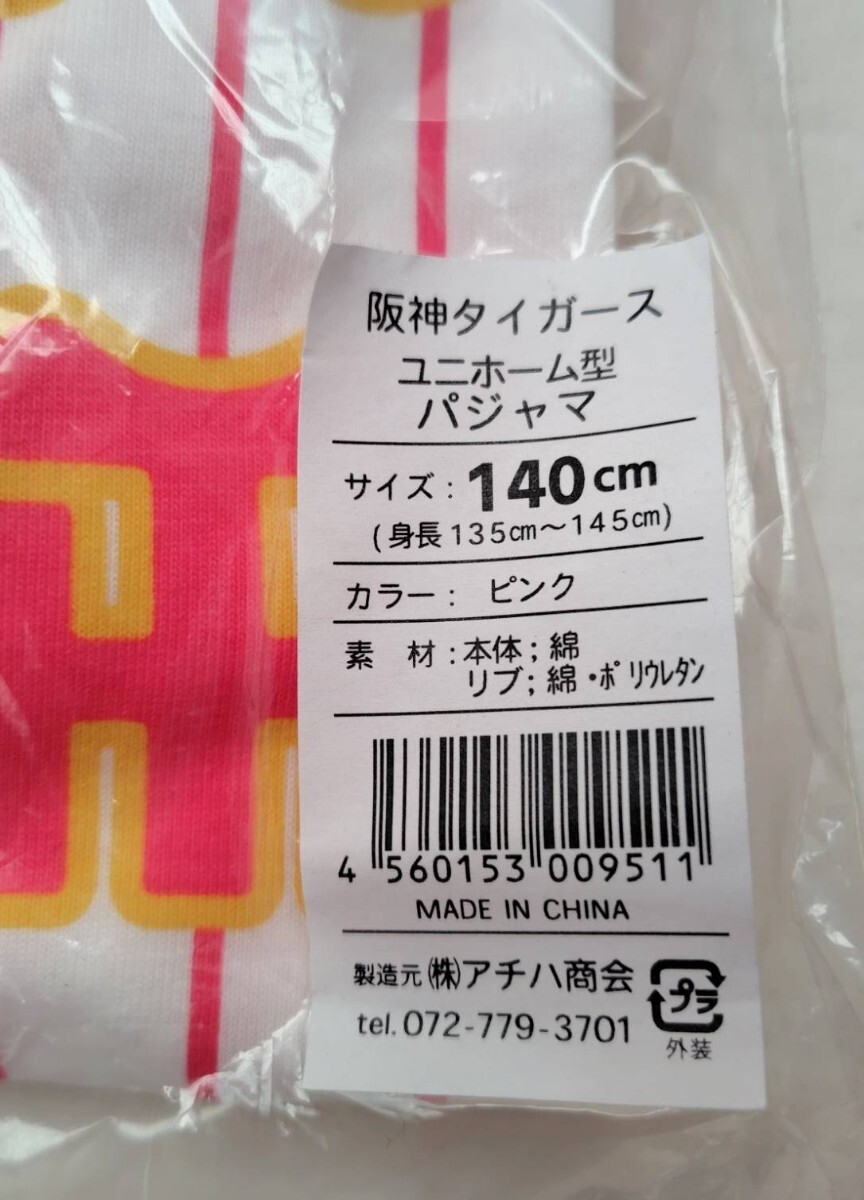 阪神タイガース
ユニホーム型
パジャマ
サイズ：140cm
(身長135㎝～145㎝)
カラー： ピンク
素　材：本体；綿
リブ；綿・ポリウレタン
4 560153 009511
MADE IN CHINA
製造元㈱アチハ商会
tel.072-779-3701
プラ
外装